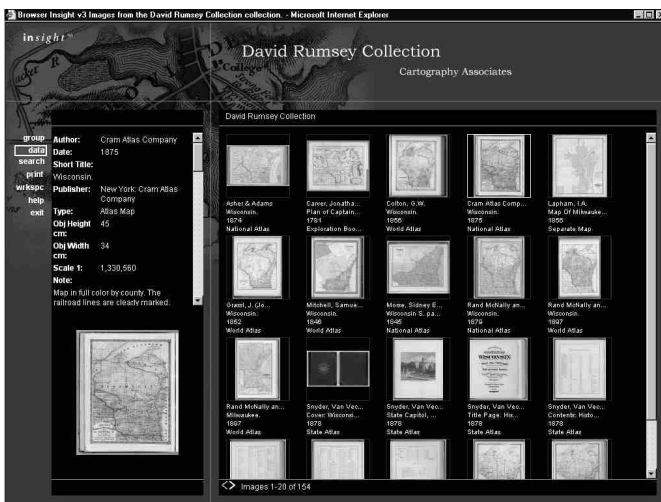 Browser Insight v3 Images from the David Rumsey Collection collection. - Microsoft Internet Explorer
insight™
David Rumsey Collection
Cartography Associates
group
data
search
print
wrkspc
help
exit
Author: Cram Atlas Company
Date: 1875
Short Title:
Wisconsin.
Publisher: New York: Cram Atlas
Company
Type: Atlas Map
Obj Height 45
cm:
Obj Width 34
cm:
Scale 1: 1,330,560
Note:
Map in full color by county. The
railroad lines are clearly marked.
David Rumsey Collection
Asher & Adams
Wisconsin.
1874
National Atlas
Carver, Jonatha...
Plan of Captain...
1781
Exploration Boo...
Colton, G.W.
Wisconsin.
1856
World Atlas
Cram Atlas Comp...
Wisconsin.
1875
National Atlas
Lapham, I.A.
Map Of Milwauke...
1855
Separate Map
Wisconsin.
1852
World Atlas
Mitchell, Samue...
Wisconsin.
1846
World Atlas
Morse, Sidney E...
Wisconsin S. pa...
1845
National Atlas
Rand McNally an...
Wisconsin.
1879
National Atlas
Rand McNally an...
Wisconsin.
1897
World Atlas
Rand McNally an...
Milwaukee.
1897
World Atlas
Snyder, Van Vec...
Cover: Wisconsi...
1878
State Atlas
Snyder, Van Vec...
State Capitol, ...
1878
State Atlas
Snyder, Van Vec...
Title Page: His...
1878
State Atlas
Snyder, Van Vec...
Contents: Histo...
1878
State Atlas
WISCONSIN
<> Images 1-20 of 154